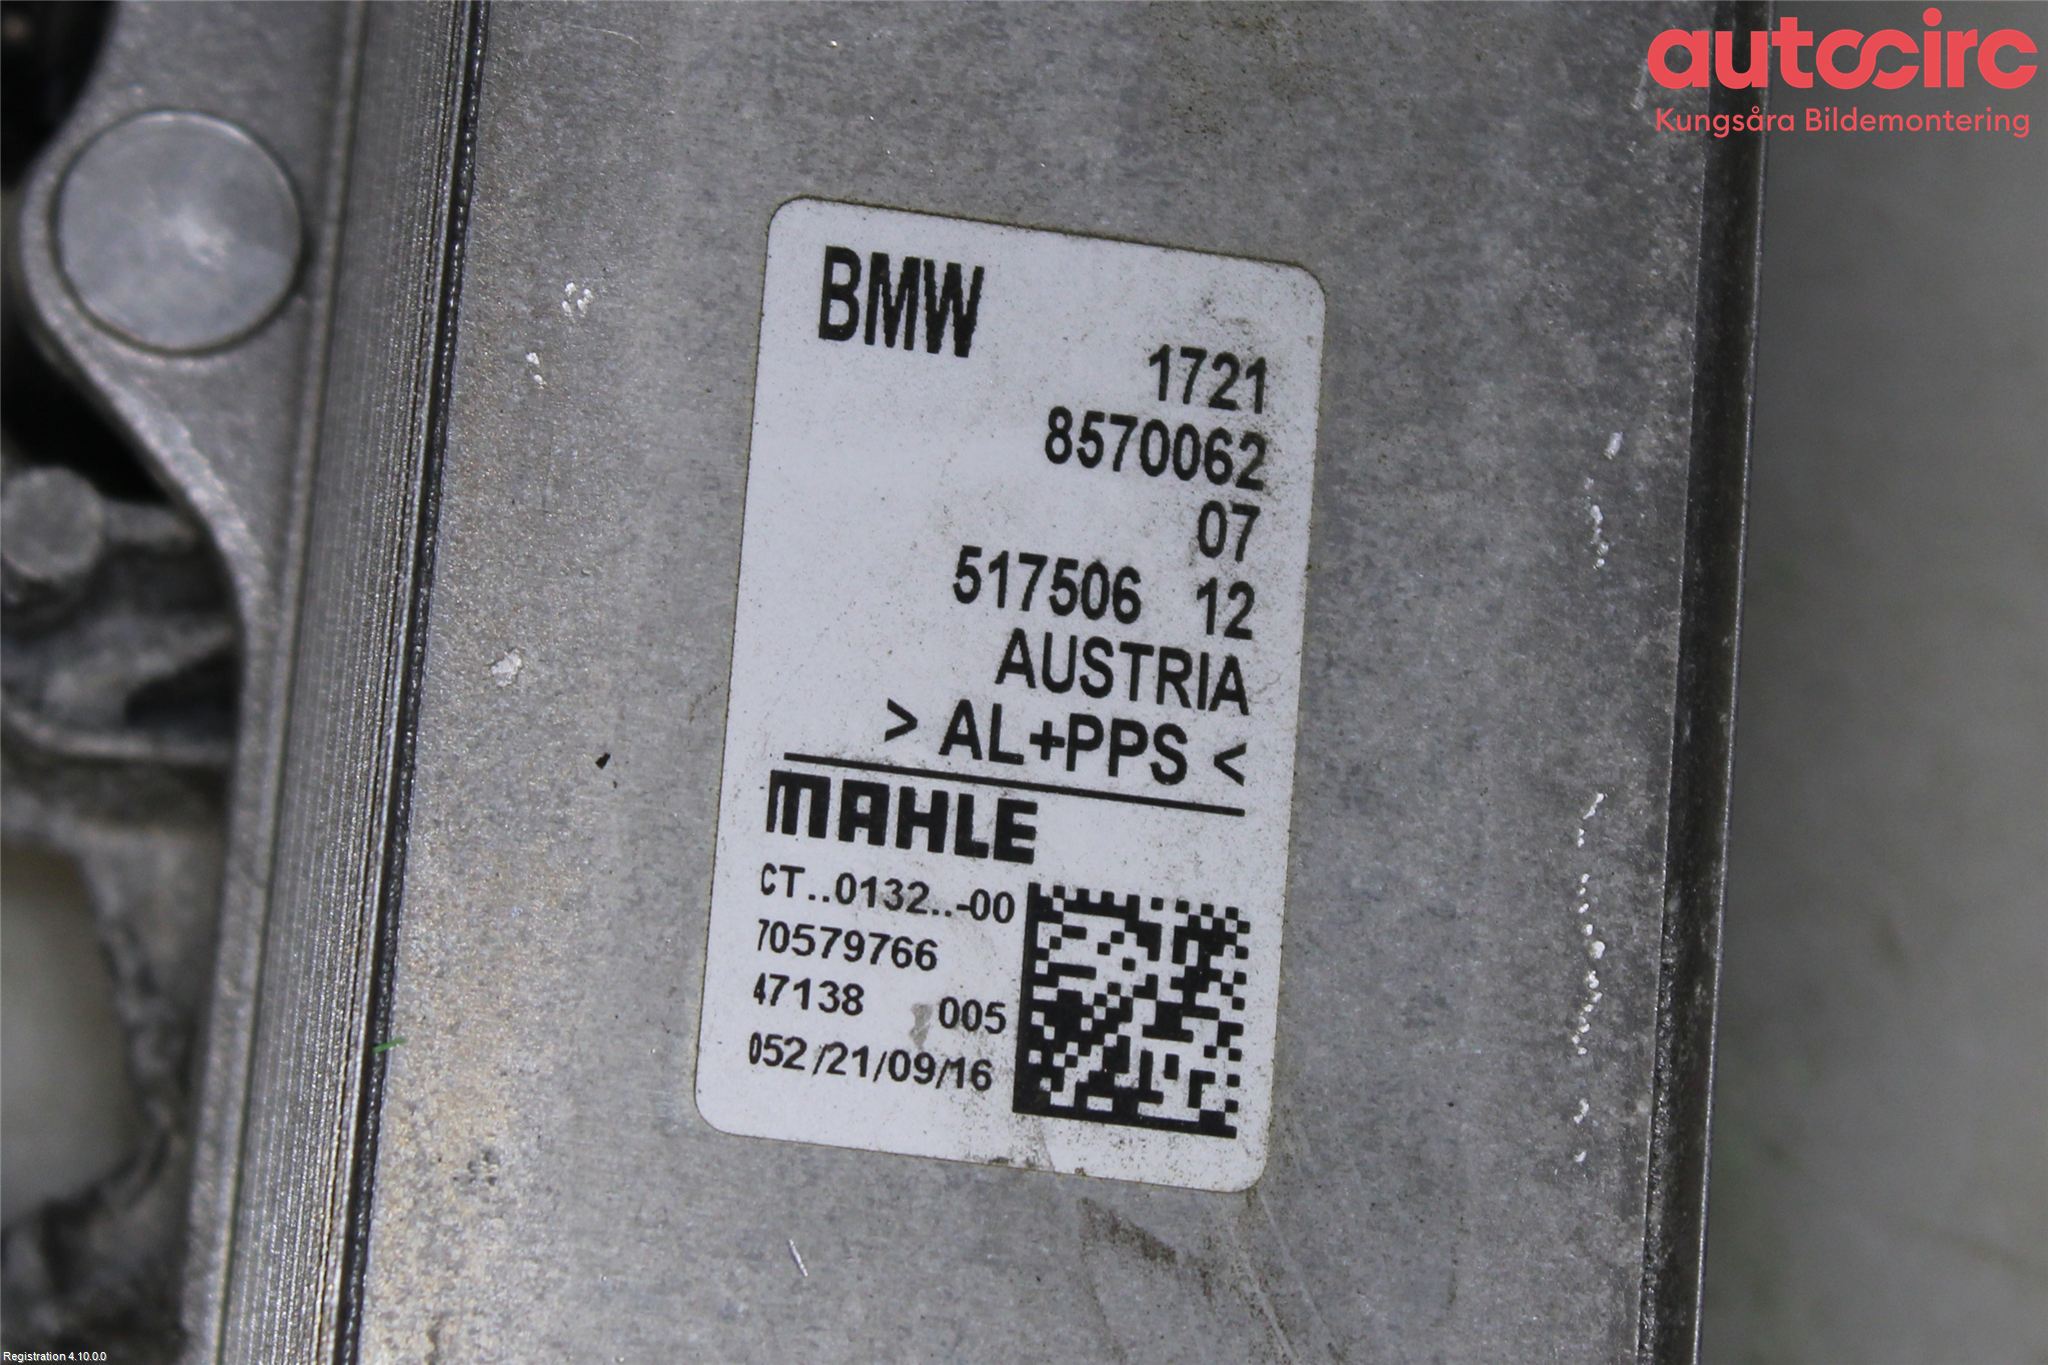 autocirc
Kungsåra Bildemontering
BMW
1721
8570062
07
517506 12
AUSTRIA
> AL+PPS <
MAHLE
CT..0132..-00
70579766
47138 005
052/21/09/16
Registration 4.10.0.0